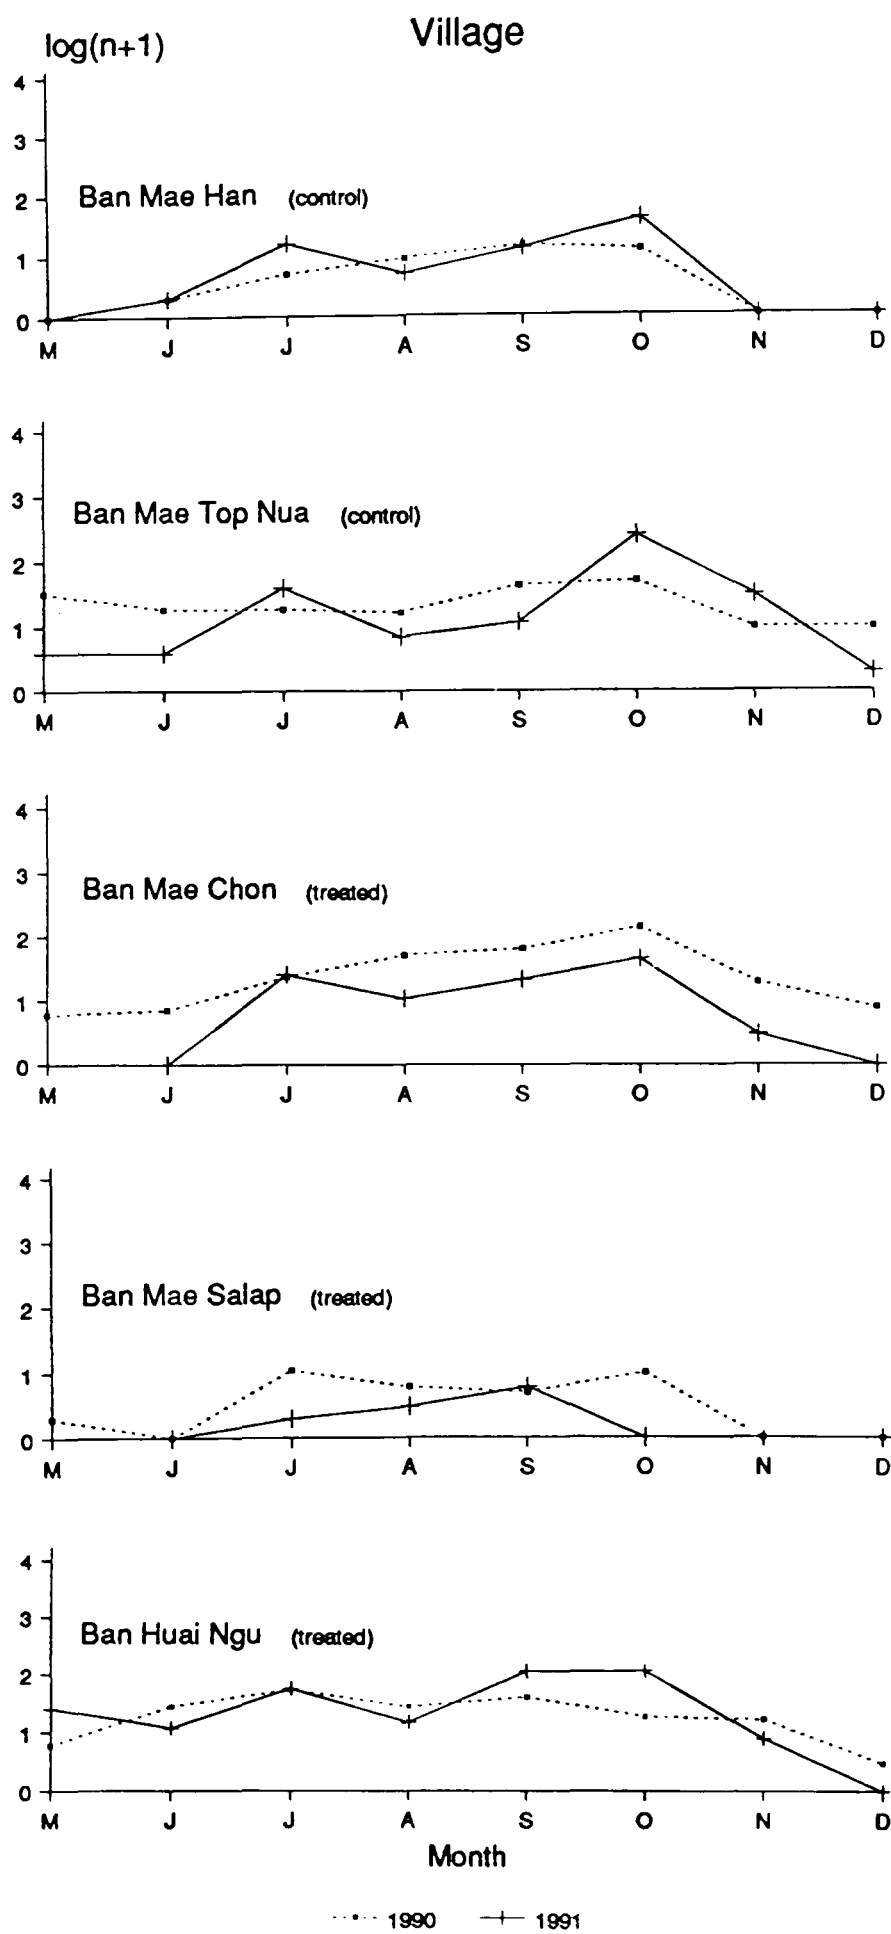 Village
log(n+1)
4
3
2
1
0
Ban Mae Han (control)
M J J A S O N D
4
3
2
1
0
Ban Mae Top Nua (control)
M J J A S O N D
4
3
2
1
0
Ban Mae Chon (treated)
M J J A S O N D
4
3
2
1
0
Ban Mae Salap (treated)
M J J A S O N D
4
3
2
1
0
Ban Huai Ngu (treated)
M J J A S O N D
Month
1990 1991